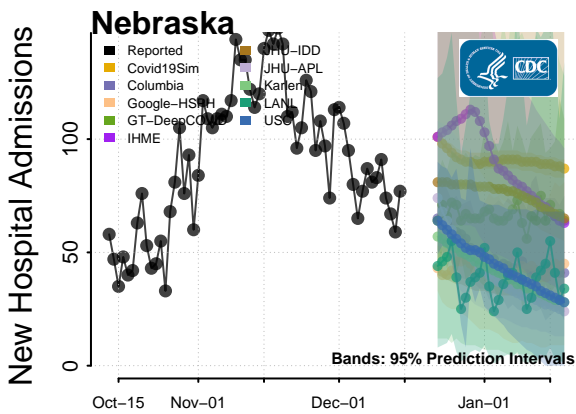 Nebraska
New Hospital Admissions
100
50
0
Reported
Covid19Sim
Columbia
Google-HSPH
GT-DeepCOVID
IHME
JHU-IDD
JHU-APL
Karlen
LANL
USC
CDC
Bands: 95% Prediction Intervals
Oct-15
Nov-01
Dec-01
Jan-01